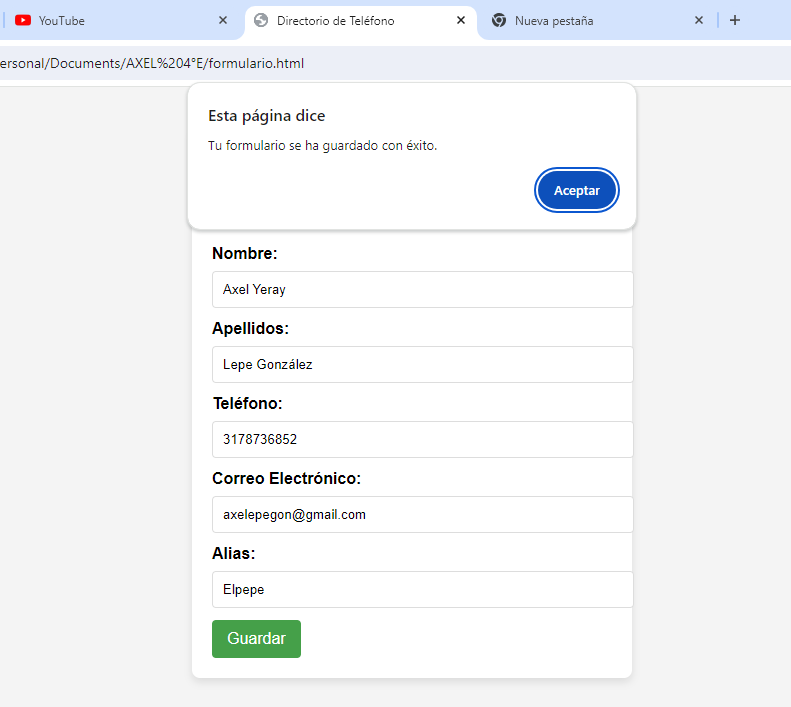 YouTube
Directorio de Teléfono
Nueva pestaña
ersonal/Documents/AXEL%204°E/formulario.html
Esta página dice
Tu formulario se ha guardado con éxito.
Aceptar
Nombre:
Axel Yeray
Apellidos:
Lepe González
Teléfono:
3178736852
Correo Electrónico:
axelepegon@gmail.com
Alias:
Elpepe
Guardar